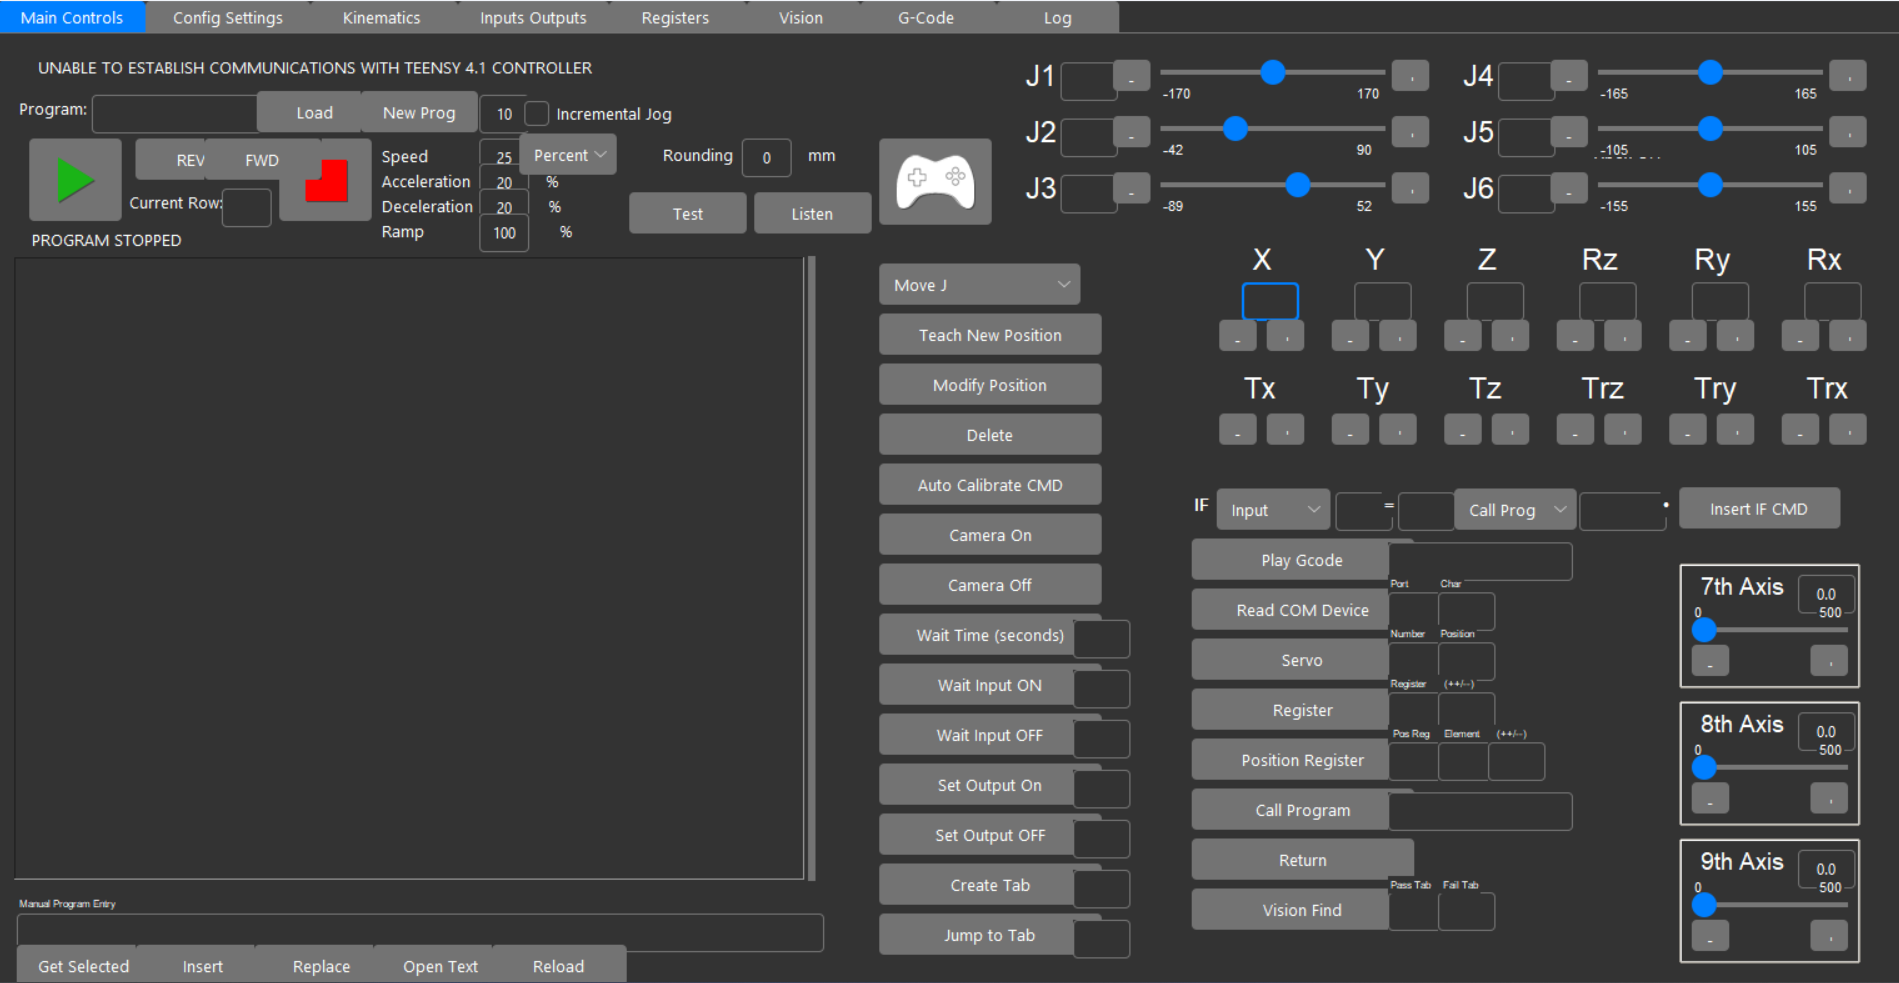 Main Controls Config Settings Kinematics Inputs Outputs Registers Vision G-Code Log
UNABLE TO ESTABLISH COMMUNICATIONS WITH TEENSY 4.1 CONTROLLER
Program: Load New Prog 10 Incremental Jog
REV FWD
Current Row:
PROGRAM STOPPED
Speed 25 Percent
Acceleration 20 %
Deceleration 20 %
Ramp 100 %
Rounding 0 mm
Test Listen
J1 - -170 170 '
J2 - -42 90 '
J3 - -89 52 '
J4 - -165 165 '
J5 - -105 105 '
J6 - -155 155 '
X Y Z Rz Ry Rx
- ' - ' - ' - ' - ' - '
Tx Ty Tz Trz Try Trx
- ' - ' - ' - ' - ' - '
Move J
Teach New Position
Modify Position
Delete
Auto Calibrate CMD
Camera On
Camera Off
Wait Time (seconds)
Wait Input ON
Wait Input OFF
Set Output On
Set Output OFF
Create Tab
Jump to Tab
IF Input = Call Prog Insert IF CMD
Play Gcode
Port Char
Read COM Device
Number Position
Servo
Register (++/--)
Register
Pos Reg Element (++/--)
Position Register
Call Program
Return
Pass Tab Fail Tab
Vision Find
7th Axis 0.0
0 500
- '
8th Axis 0.0
0 500
- '
9th Axis 0.0
0 500
- '
Manual Program Entry
Get Selected Insert Replace Open Text Reload